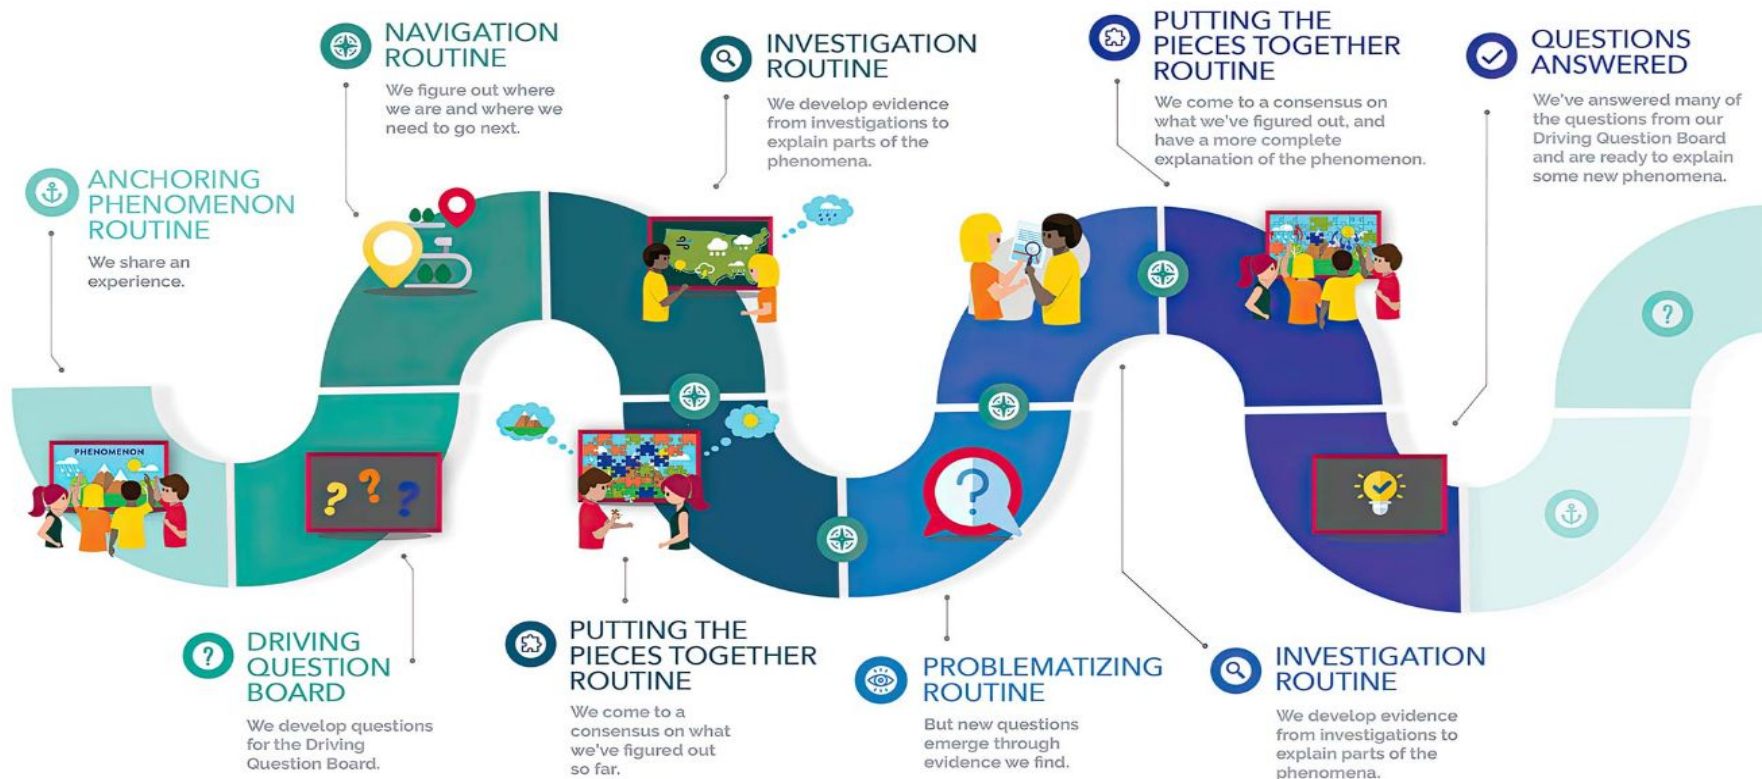 ANCHORING
PHENOMENON
ROUTINE
We share an
experience.
PHENOMENON
? ? ?
DRIVING
QUESTION
BOARD
We develop questions
for the Driving
Question Board.
?
NAVIGATION
ROUTINE
We figure out where
we are and where we
need to go next.
INVESTIGATION
ROUTINE
We develop evidence
from investigations to
explain parts of the
phenomena.
PUTTING THE
PIECES TOGETHER
ROUTINE
We come to a
consensus on what
we've figured out
so far.
?
PROBLEMATIZING
ROUTINE
But new questions
emerge through
evidence we find.
INVESTIGATION
ROUTINE
We develop evidence
from investigations to
explain parts of the
phenomena.
PUTTING THE
PIECES TOGETHER
ROUTINE
We come to a consensus on
what we've figured out, and
have a more complete
explanation of the phenomenon.
QUESTIONS
ANSWERED
We've answered many of
the questions from our
Driving Question Board
and are ready to explain
some new phenomena.
?